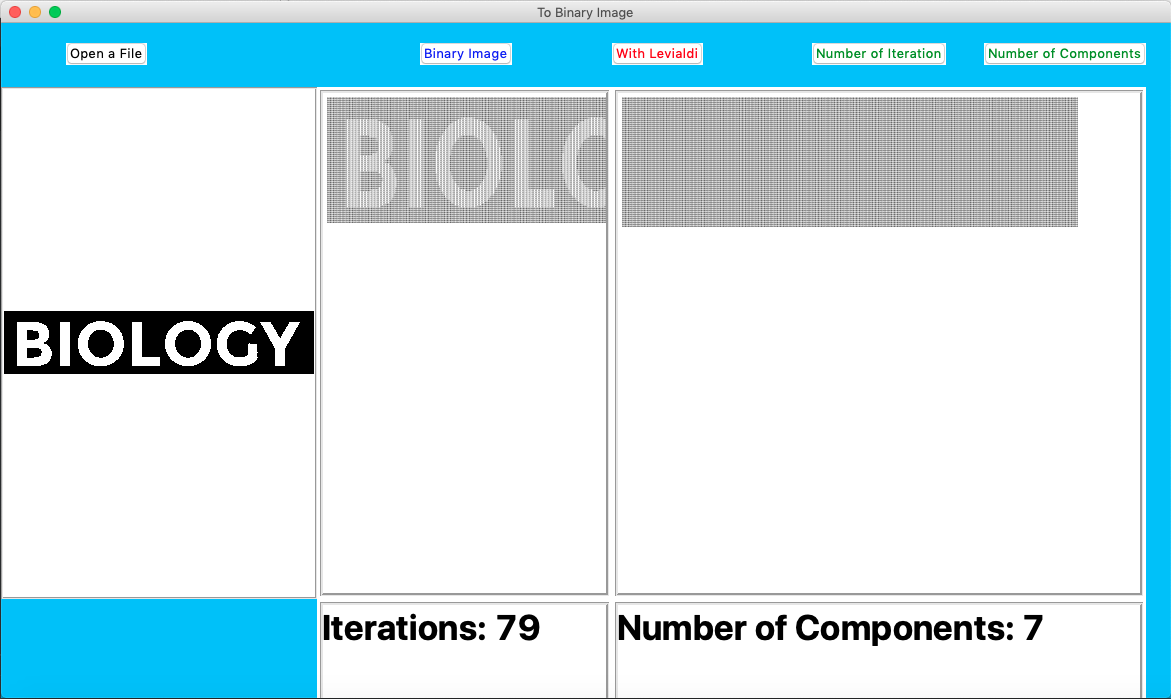 To Binary Image
Open a File
Binary Image
With Levialdi
Number of Iteration
Number of Components
BIOLOGY
BIOLO
Iterations: 79
Number of Components: 7